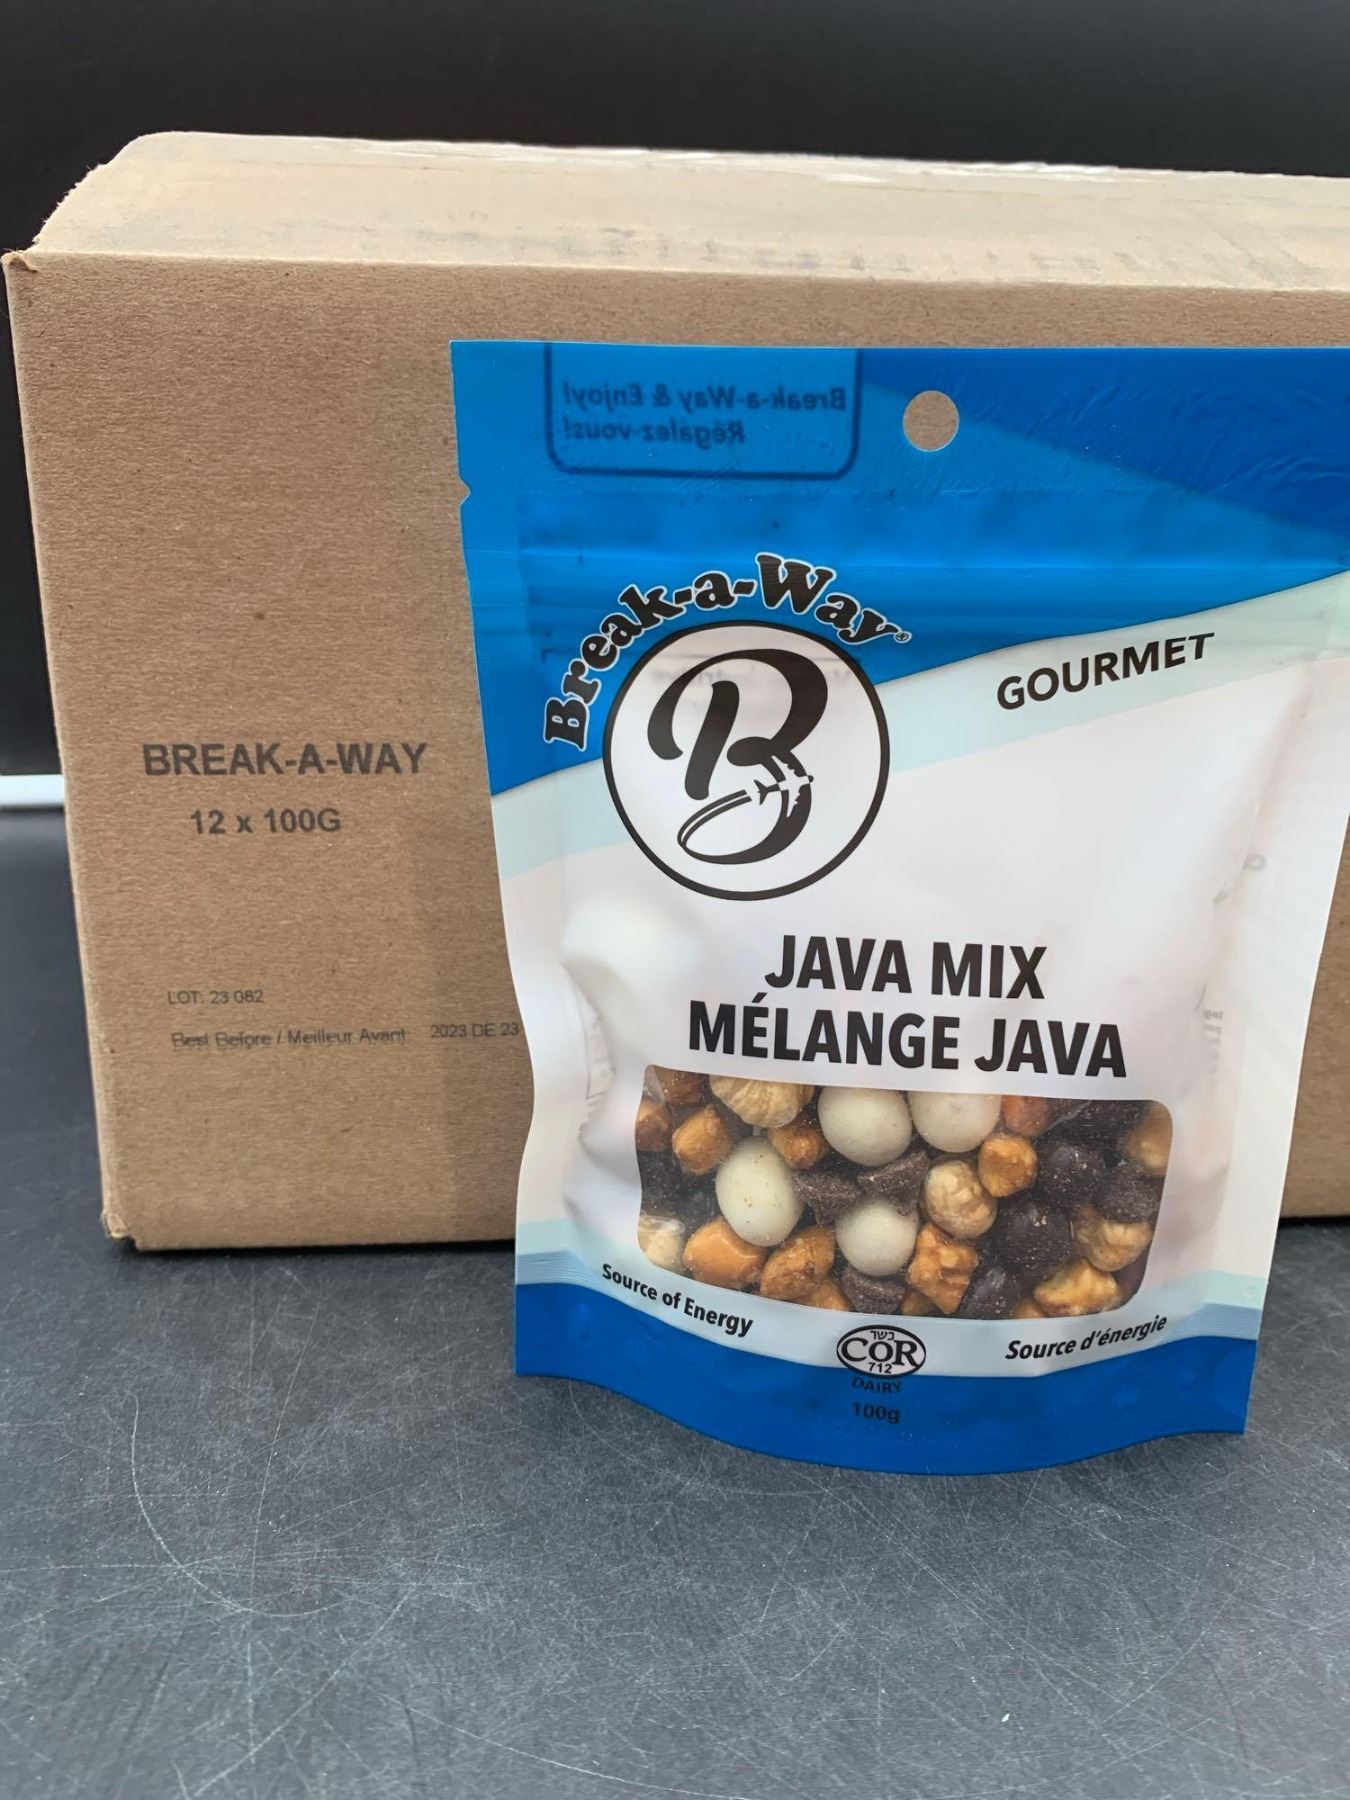 BREAK-A-WAY
12 x 100G
LOT: 23 082
Best Before / Meilleur Avant 2023 DE 23
Break-a-Way & Enjoy!
Régalez-vous!
Break-a-Way®
B
GOURMET
JAVA MIX
MÉLANGE JAVA
Source of Energy
Source d'énergie
כשר
COR
712
DAIRY
100g